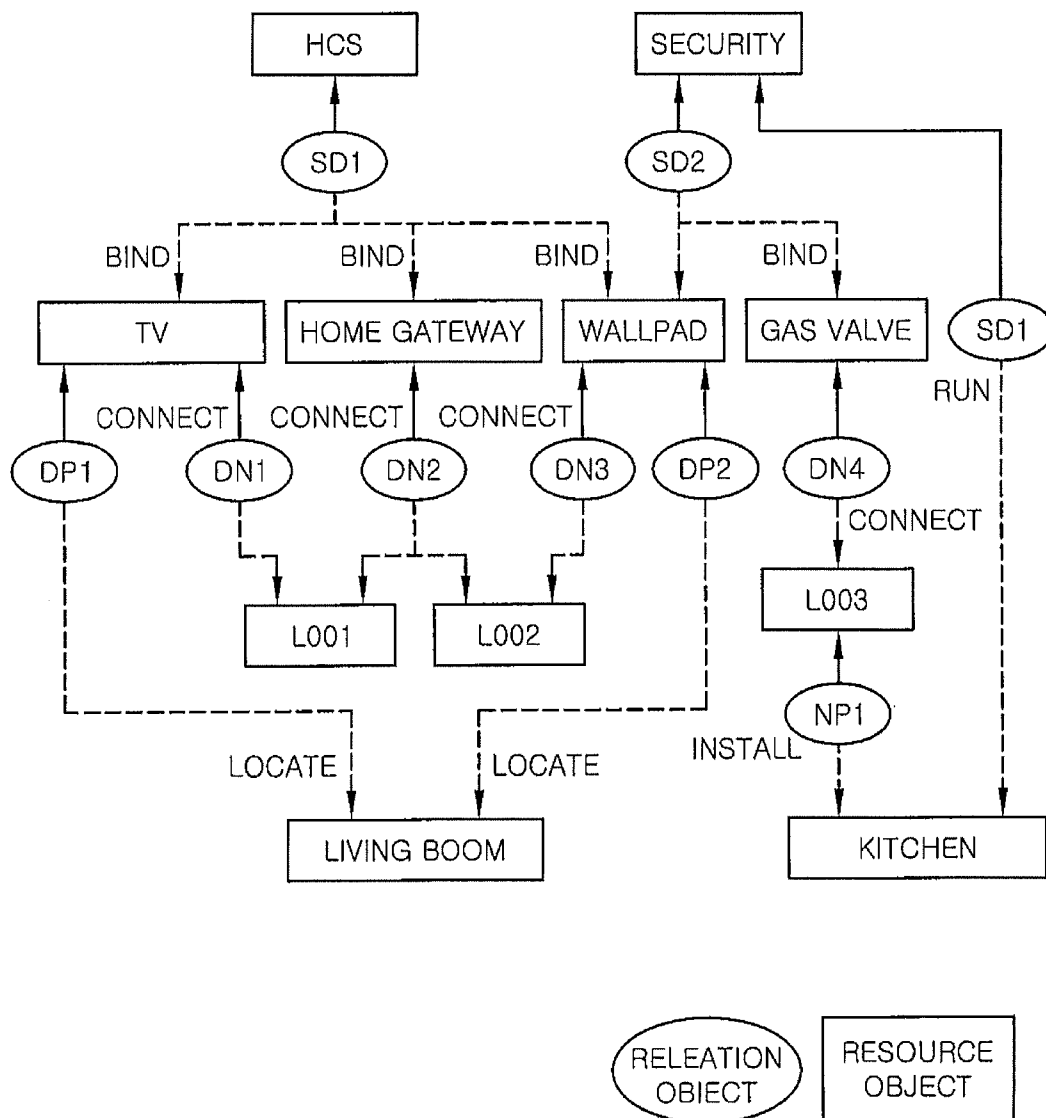 HCS
SECURITY
SD1
SD2
BIND
BIND
BIND
BIND
TV
HOME GATEWAY
WALLPAD
GAS VALVE
SD1
RUN
CONNECT
CONNECT
CONNECT
DP1
DN1
DN2
DN3
DP2
DN4
CONNECT
L001
L002
L003
NP1
INSTALL
LOCATE
LOCATE
LIVING BOOM
KITCHEN
RELEATION
OBIECT
RESOURCE
OBJECT